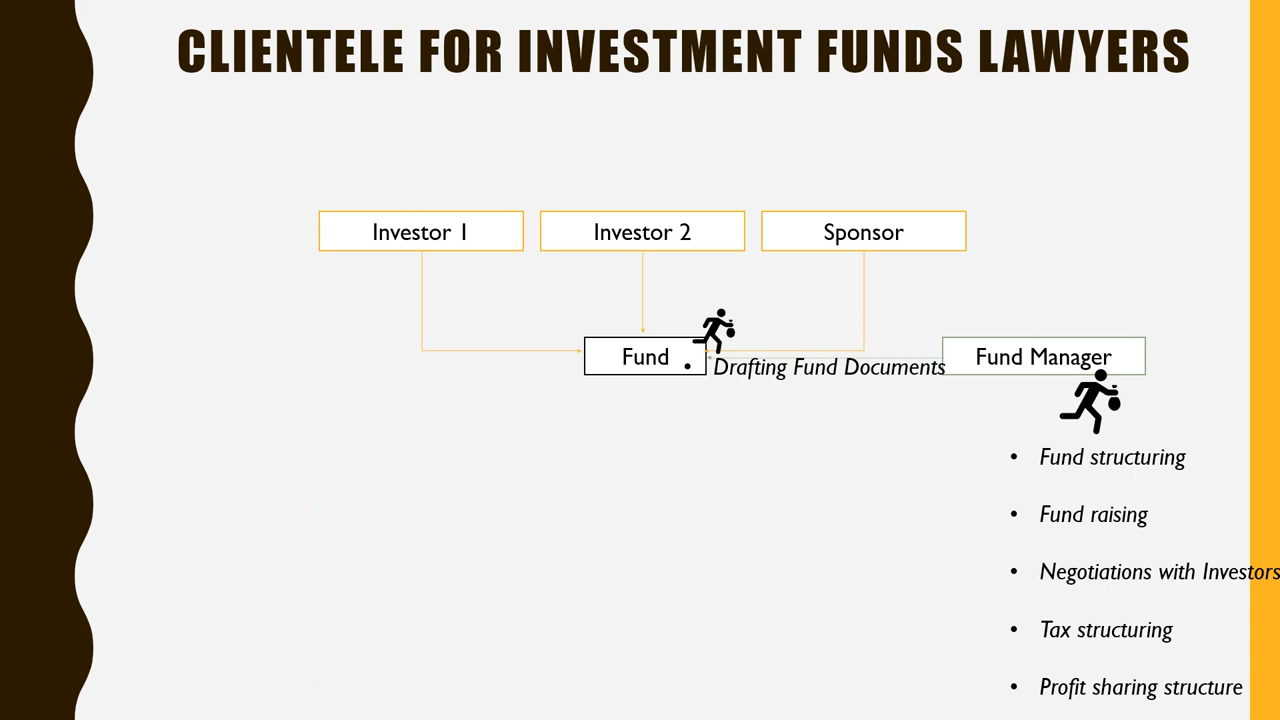 CLIENTELE FOR INVESTMENT FUNDS LAWYERS
Investor 1
Investor 2
Sponsor
Fund
• Drafting Fund Documents
Fund Manager
• Fund structuring
• Fund raising
• Negotiations with Investors
• Tax structuring
• Profit sharing structure